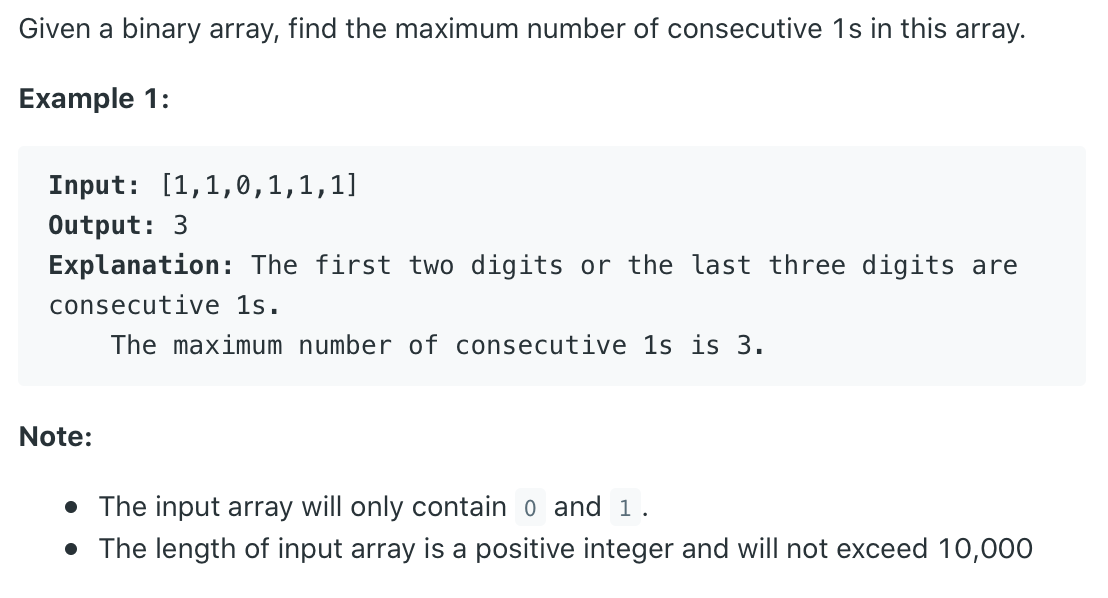 Given a binary array, find the maximum number of consecutive 1s in this array.
Example 1:
Input: [1,1,0,1,1,1]
Output: 3
Explanation: The first two digits or the last three digits are
consecutive 1s.
The maximum number of consecutive 1s is 3.
Note:
• The input array will only contain 0 and 1.
• The length of input array is a positive integer and will not exceed 10,000